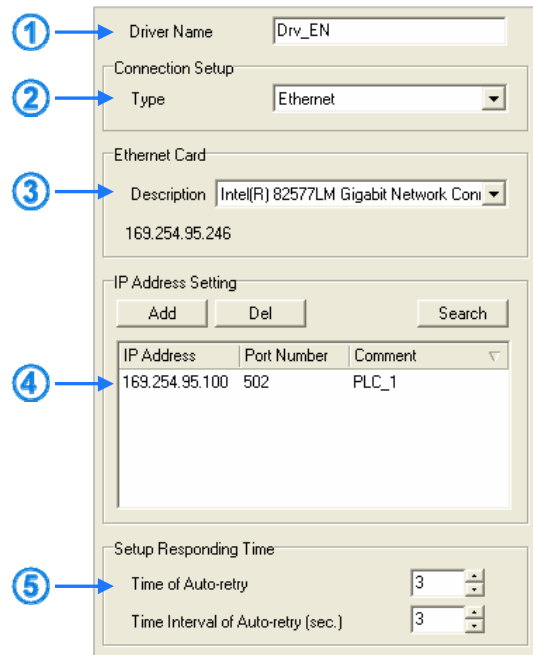 1 Driver Name Drv_EN
Connection Setup
2 Type Ethernet
Ethernet Card
3 Description Intel(R) 82577LM Gigabit Network Conn
169.254.95.246
IP Address Setting
Add Del Search
IP Address Port Number Comment
4 169.254.95.100 502 PLC_1
Setup Responding Time
5 Time of Auto-retry 3
Time Interval of Auto-retry (sec.) 3